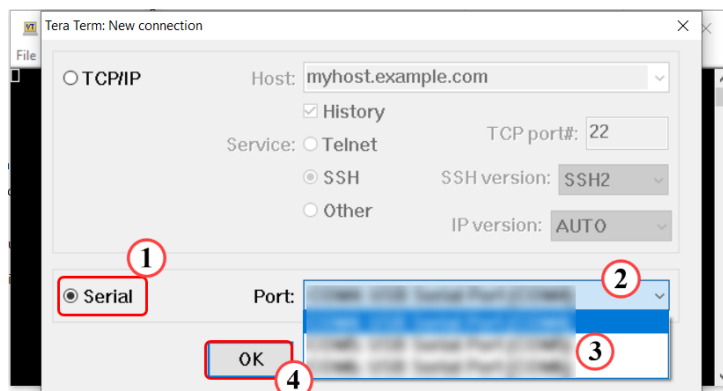 VT Tera Term: New connection
File
TCP/IP
Host: myhost.example.com
History
Service: Telnet
TCP port#: 22
SSH
SSH version: SSH2
Other
IP version: AUTO
1
2
Serial
Port:
3
OK
4